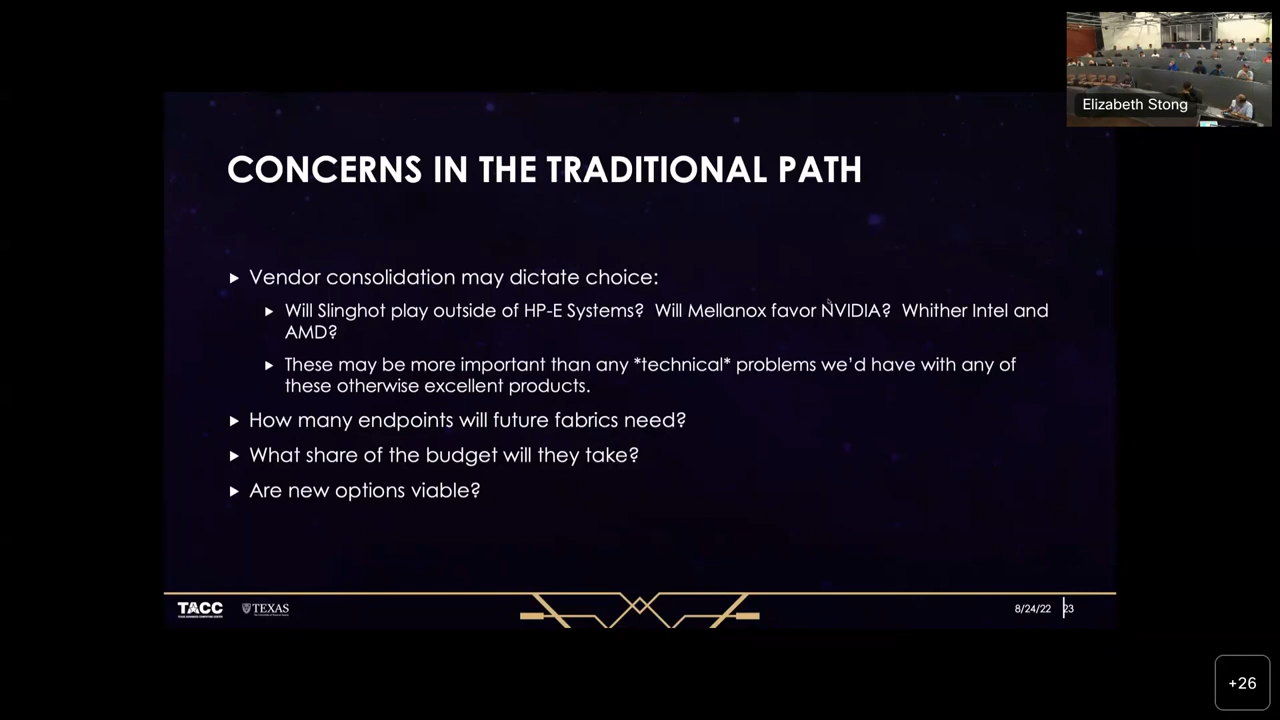 Elizabeth Stong
CONCERNS IN THE TRADITIONAL PATH
Vendor consolidation may dictate choice:
Will Slinghot play outside of HP-E Systems? Will Mellanox favor NVIDIA? Whither Intel and
AMD?
These may be more important than any *technical* problems we'd have with any of
these otherwise excellent products.
How many endpoints will future fabrics need?
What share of the budget will they take?
Are new options viable?
TACC
TEXAS
8/24/22
23
+26